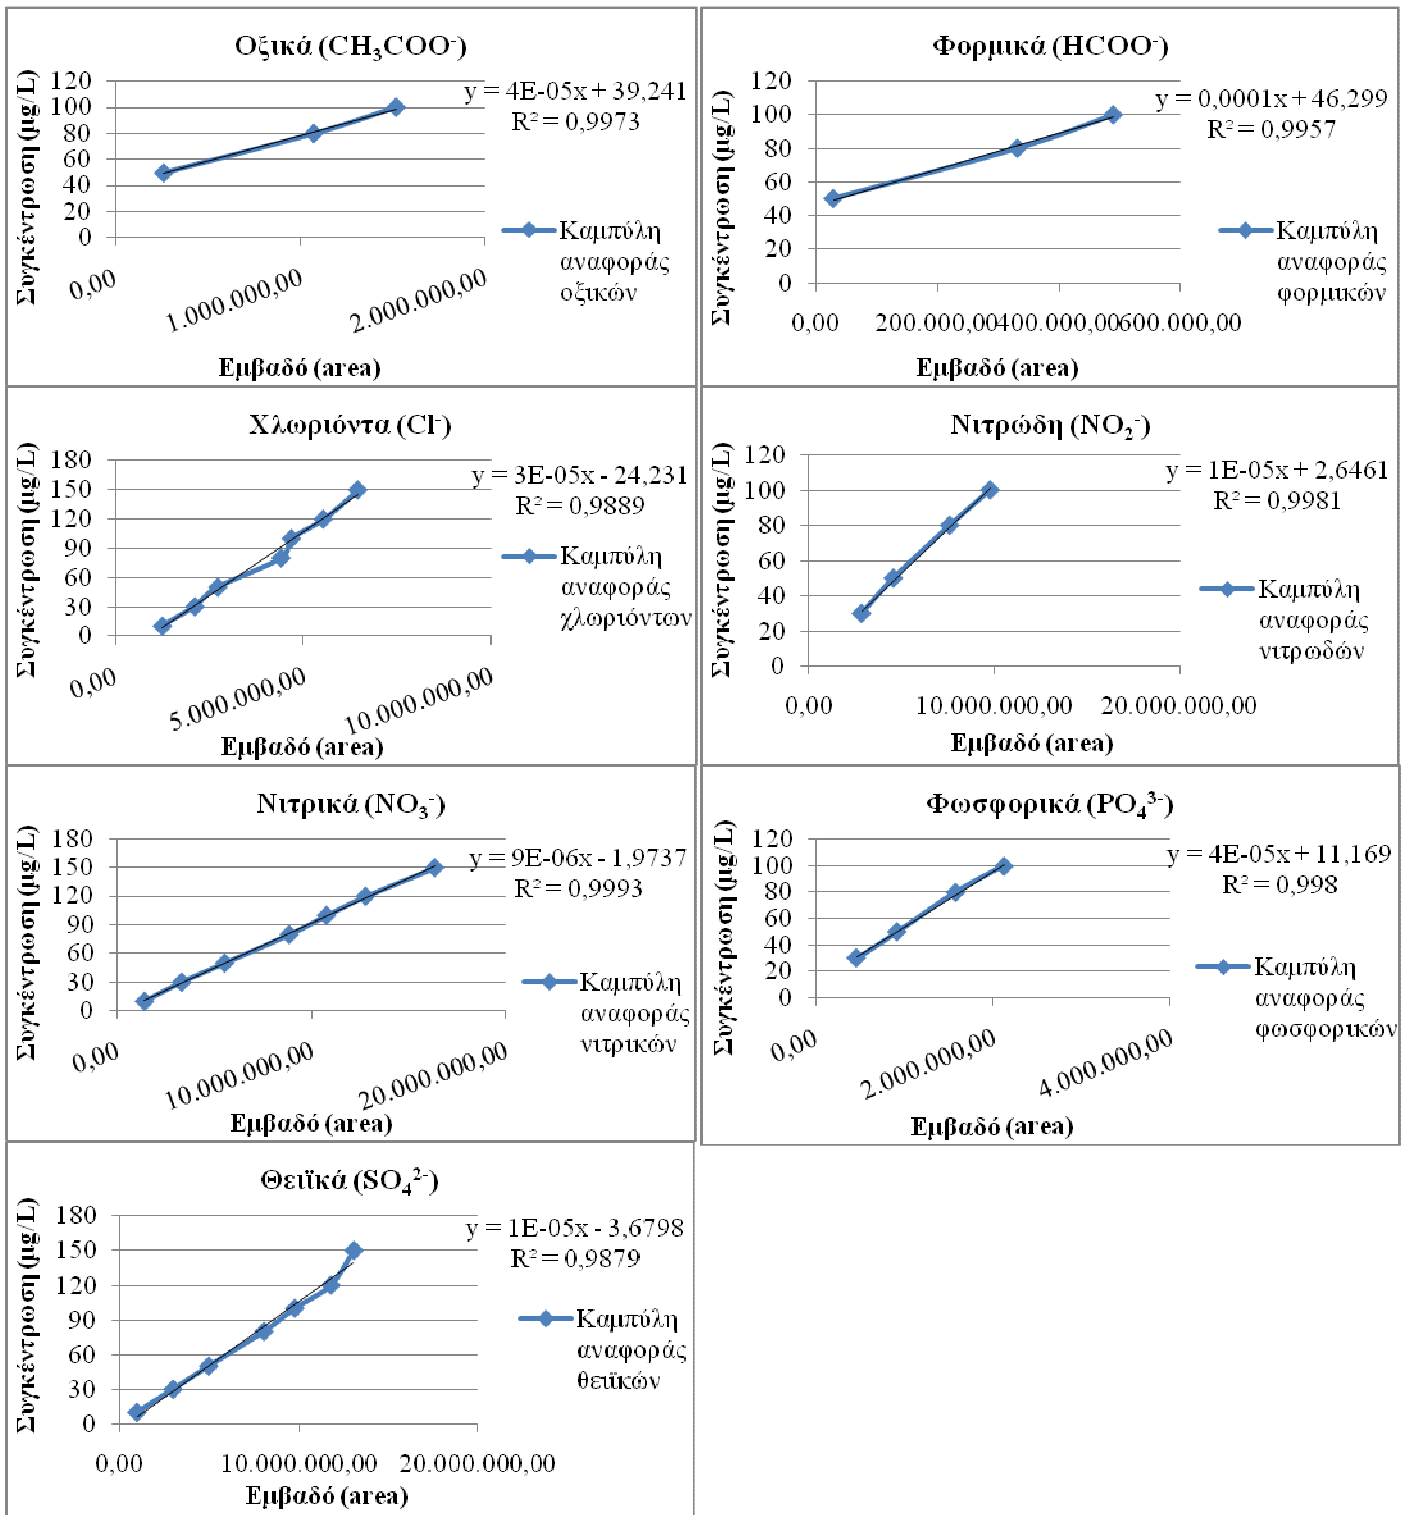 Οξικά (CH₃COO⁻)
Συγκέντρωση (μg/L)
120
100
80
60
40
20
0
y = 4E-05x + 39,241
R² = 0,9973
Καμπύλη
αναφοράς
οξικών
0,00
1.000.000,00
2.000.000,00
Εμβαδό (area)
Φορμικά (HCOO⁻)
Συγκέντρωση (μg/L)
120
100
80
60
40
20
0
y = 0,0001x + 46,299
R² = 0,9957
Καμπύλη
αναφοράς
φορμικών
0,00
200.000,00
400.000,00
600.000,00
Εμβαδό (area)
Χλωριόντα (Cl⁻)
Συγκέντρωση (μg/L)
180
150
120
90
60
30
0
y = 3E-05x - 24,231
R² = 0,9889
Καμπύλη
αναφοράς
χλωριόντων
0,00
5.000.000,00
10.000.000,00
Εμβαδό (area)
Νιτρώδη (NO₂⁻)
Συγκέντρωση (μg/L)
120
100
80
60
40
20
0
y = 1E-05x + 2,6461
R² = 0,9981
Καμπύλη
αναφοράς
νιτρωδών
0,00
10.000.000,00
20.000.000,00
Εμβαδό (area)
Νιτρικά (NO₃⁻)
Συγκέντρωση (μg/L)
180
150
120
90
60
30
0
y = 9E-06x - 1,9737
R² = 0,9993
Καμπύλη
αναφοράς
νιτρικών
0,00
10.000.000,00
20.000.000,00
Εμβαδό (area)
Φωσφορικά (PO₄³⁻)
Συγκέντρωση (μg/L)
120
100
80
60
40
20
0
y = 4E-05x + 11,169
R² = 0,998
Καμπύλη
αναφοράς
φωσφορικών
0,00
2.000.000,00
4.000.000,00
Εμβαδό (area)
Θειϊκά (SO₄²⁻)
Συγκέντρωση (μg/L)
180
150
120
90
60
30
0
y = 1E-05x - 3,6798
R² = 0,9879
Καμπύλη
αναφοράς
θειϊκών
0,00
10.000.000,00
20.000.000,00
Εμβαδό (area)